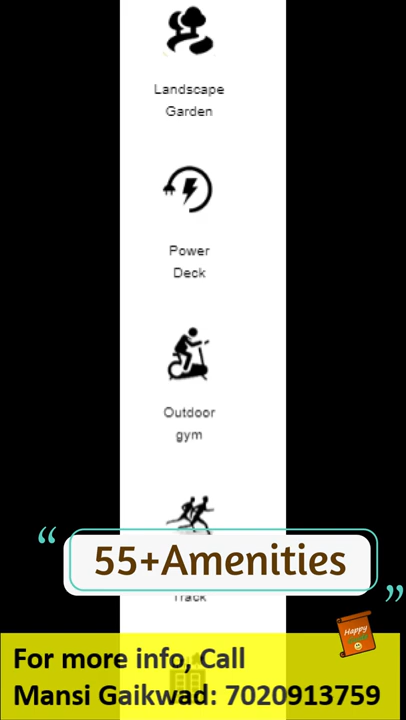 Landscape
Garden
Power
Deck
Outdoor
gym
“
55+Amenities
”
Track
Happy
For more info, Call
Mansi Gaikwad: 7020913759